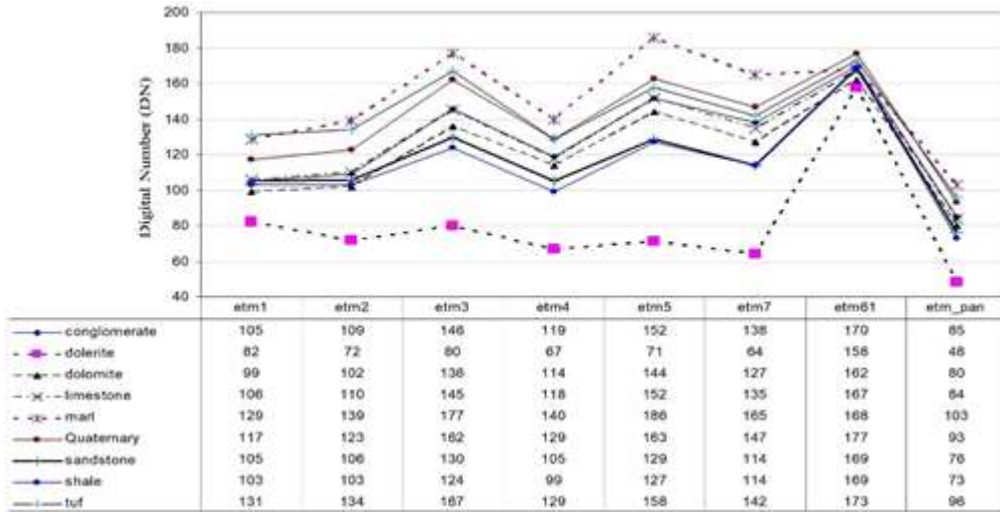 200
180
160
140
120
100
80
60
40
Digital Number (DN)
etm1 etm2 etm3 etm4 etm5 etm7 etm61 etm_pan
conglomerate 105 109 146 119 152 138 170 85
dolerite 82 72 80 67 71 64 158 48
dolomite 99 102 136 114 144 127 162 80
limestone 106 110 145 118 152 135 167 84
marl 129 139 177 140 186 165 168 103
Quaternary 117 123 162 129 163 147 177 93
sandstone 105 106 130 105 129 114 169 76
shale 103 103 124 99 127 114 169 73
tuf 131 134 167 129 158 142 173 96